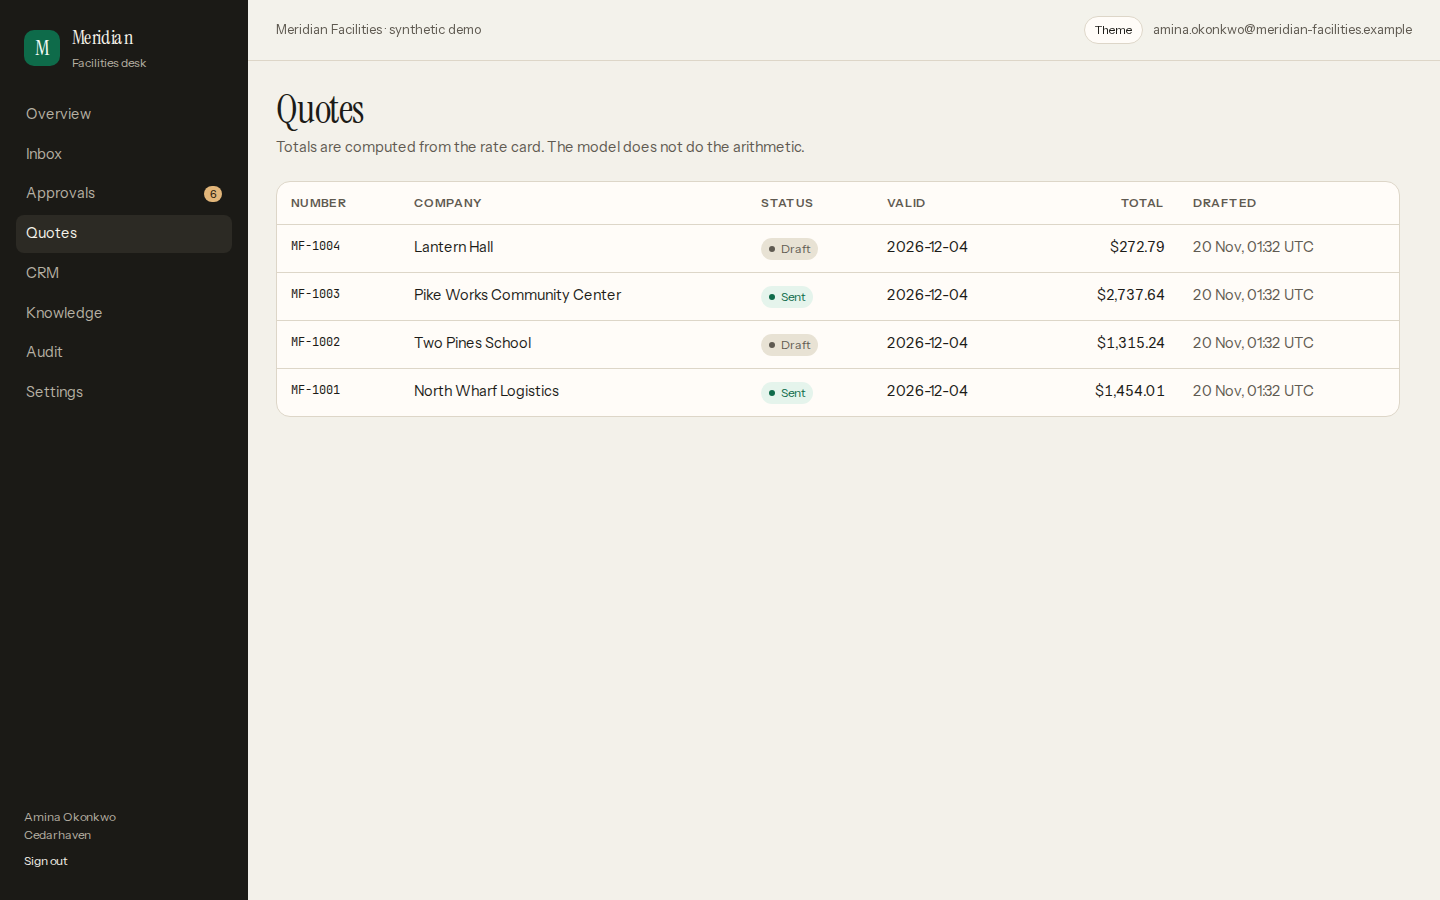 M
Meridian
Facilities desk
Overview
Inbox
Approvals 6
Quotes
CRM
Knowledge
Audit
Settings
Amina Okonkwo
Cedarhaven
Sign out
Meridian Facilities · synthetic demo
Theme amina.okonkwo@meridian-facilities.example
Quotes
Totals are computed from the rate card. The model does not do the arithmetic.
NUMBER COMPANY STATUS VALID TOTAL DRAFTED
MF-1004 Lantern Hall Draft 2026-12-04 $272.79 20 Nov, 01:32 UTC
MF-1003 Pike Works Community Center Sent 2026-12-04 $2,737.64 20 Nov, 01:32 UTC
MF-1002 Two Pines School Draft 2026-12-04 $1,315.24 20 Nov, 01:32 UTC
MF-1001 North Wharf Logistics Sent 2026-12-04 $1,454.01 20 Nov, 01:32 UTC